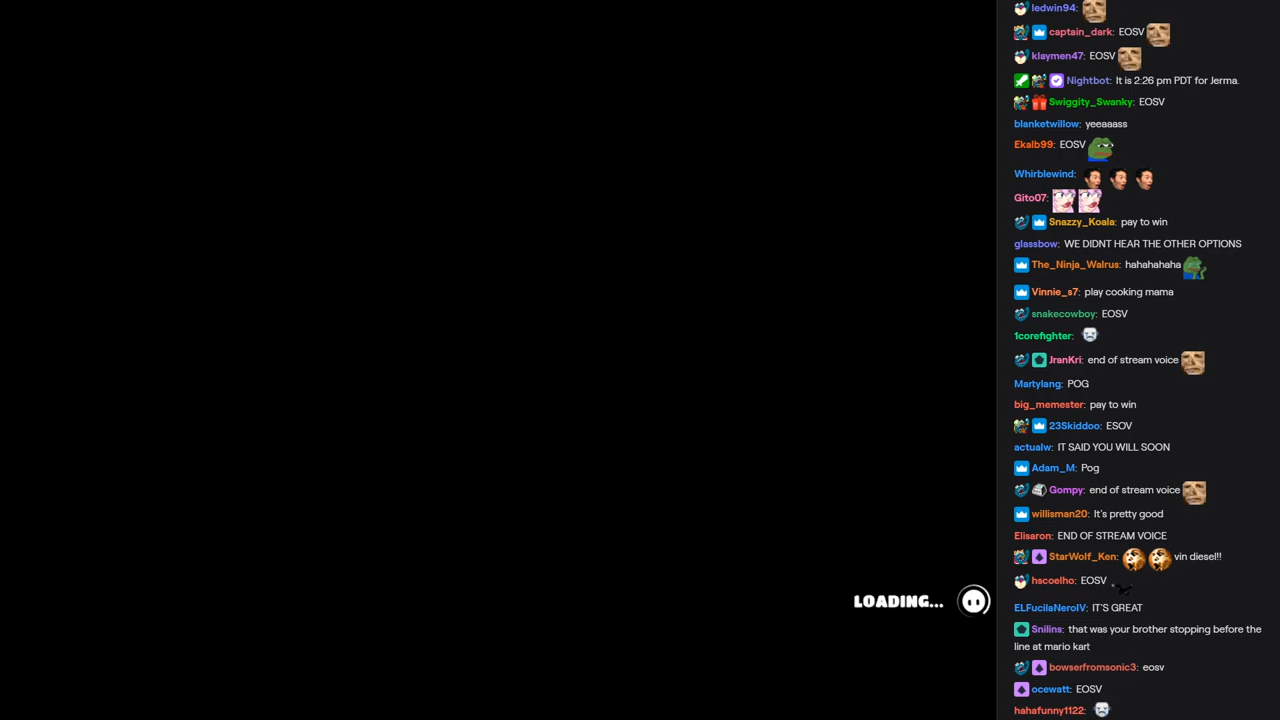 ledwin94:
captain_dark: EOSV
klaymen47: EOSV
Nightbot: It is 2:26 pm PDT for Jerma.
Swiggity_Swanky: EOSV
blanketwillow: yeeaaass
Ekalb99: EOSV
Whirblewind:
Gito07:
Snazzy_Koala: pay to win
glassbow: WE DIDNT HEAR THE OTHER OPTIONS
The_Ninja_Walrus: hahahahaha
Vinnie_s7: play cooking mama
snakecowboy: EOSV
1corefighter:
JranKri: end of stream voice
Martylang: POG
big_memester: pay to win
23Skiddoo: ESOV
actualw: IT SAID YOU WILL SOON
Adam_M: Pog
Gompy: end of stream voice
willisman20: It's pretty good
Elisaron: END OF STREAM VOICE
StarWolf_Ken: vin diesel!!
hscoelho: EOSV
LOADING...
ELFucilaNeroIV: IT'S GREAT
Snilins: that was your brother stopping before the
line at mario kart
bowserfromsonic3: eosv
ocewatt: EOSV
hahafunny1122: